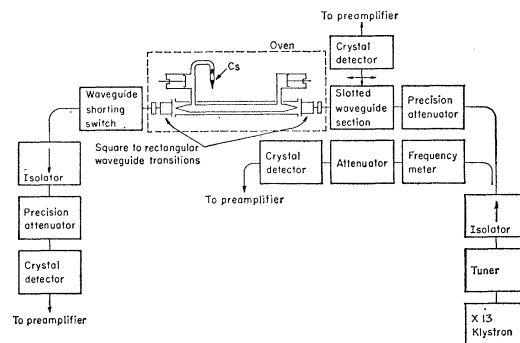 To preamplifier
Oven
Cs
Crystal
detector
Waveguide
shorting
switch
Slotted
waveguide
section
Precision
attenuator
Square to rectangular
waveguide transitions
Isolator
Crystal
detector
Attenuator
Frequency
meter
To preamplifier
Precision
attenuator
Isolator
Crystal
detector
Tuner
To preamplifier
X 13
Klystron